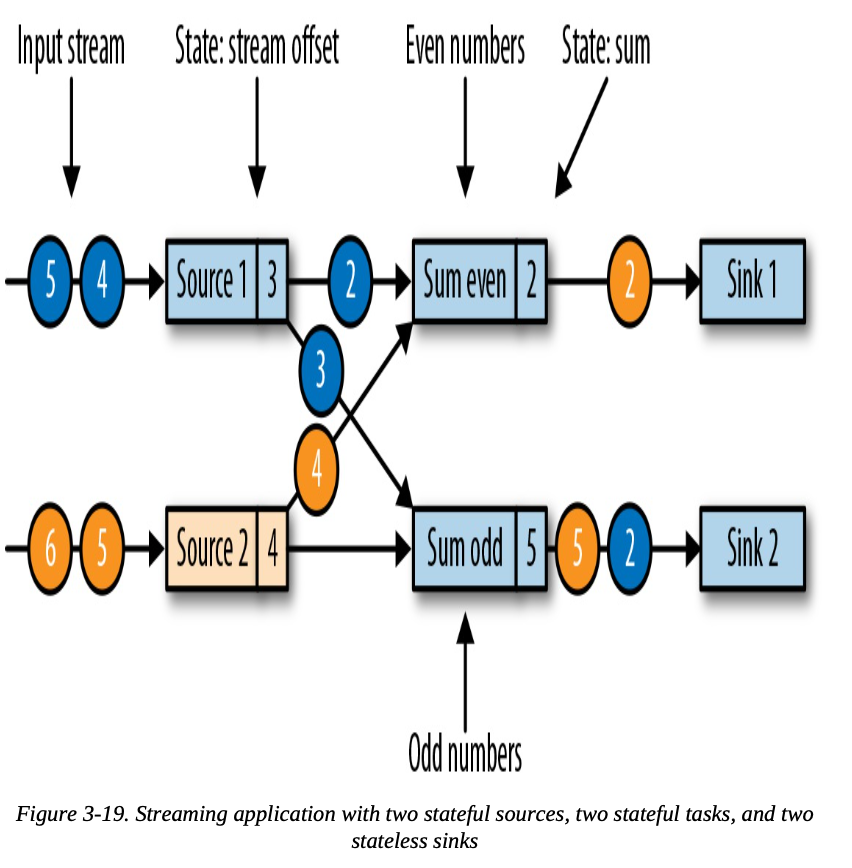 Input stream
State: stream offset
Even numbers
State: sum
5
4
Source 1
3
2
Sum even
2
2
Sink 1
3
4
6
5
Source 2
4
Sum odd
5
5
2
Sink 2
Odd numbers
Figure 3-19. Streaming application with two stateful sources, two stateful tasks, and two
stateless sinks